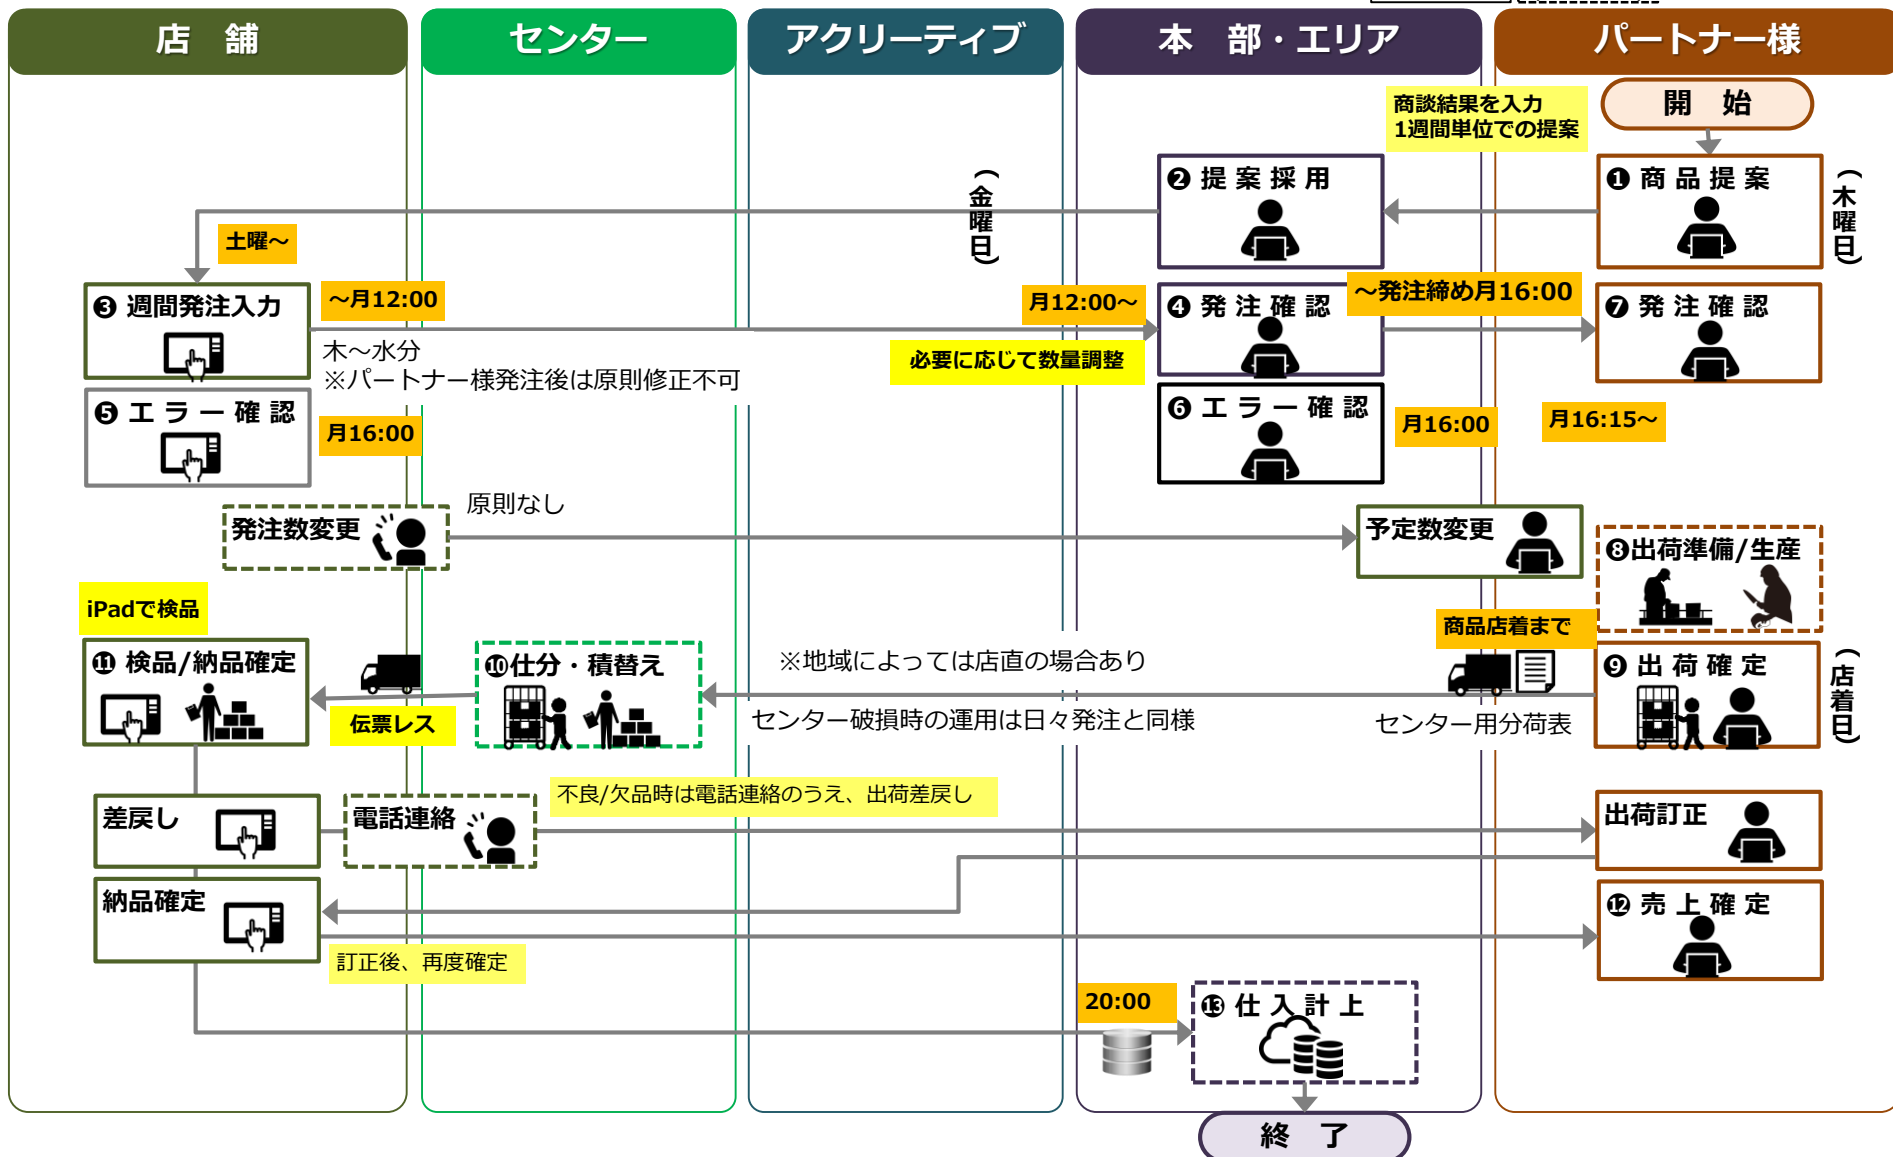 店　舗
センター
アクリーティブ
本　部・エリア
パートナー様
開　始
商談結果を入力
1週間単位での提案
❶ 商 品 提 案
(木曜日)
❷ 提 案 採 用
(金曜日)
土曜～
❸ 週間発注入力
～月12:00
木～水分
※パートナー様発注後は原則修正不可
月12:00～
必要に応じて数量調整
❹ 発 注 確 認
～発注締め月16:00
❼ 発 注 確 認
❺ エ ラ ー 確 認
月16:00
❻ エ ラ ー 確 認
月16:00
月16:15～
発注数変更
原則なし
予定数変更
❽出荷準備/生産
iPadで検品
⓫ 検品/納品確定
伝票レス
❿仕分・積替え
※地域によっては店直の場合あり
センター破損時の運用は日々発注と同様
商品店着まで
センター用分荷表
❾ 出 荷 確 定
(店着日)
差戻し
電話連絡
不良/欠品時は電話連絡のうえ、出荷差戻し
出荷訂正
納品確定
訂正後、再度確定
⓬ 売 上 確 定
20:00
⓭ 仕 入 計 上
終　了